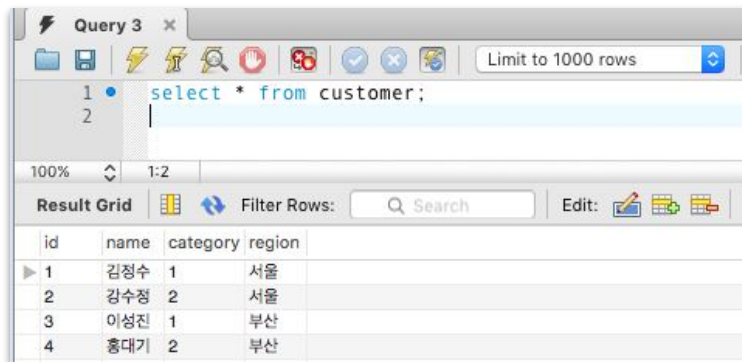 Query 3
Limit to 1000 rows
1 select * from customer;
2
100% 1:2
Result Grid Filter Rows: Search Edit:
id name category region
1 김정수 1 서울
2 강수정 2 서울
3 이성진 1 부산
4 홍대기 2 부산